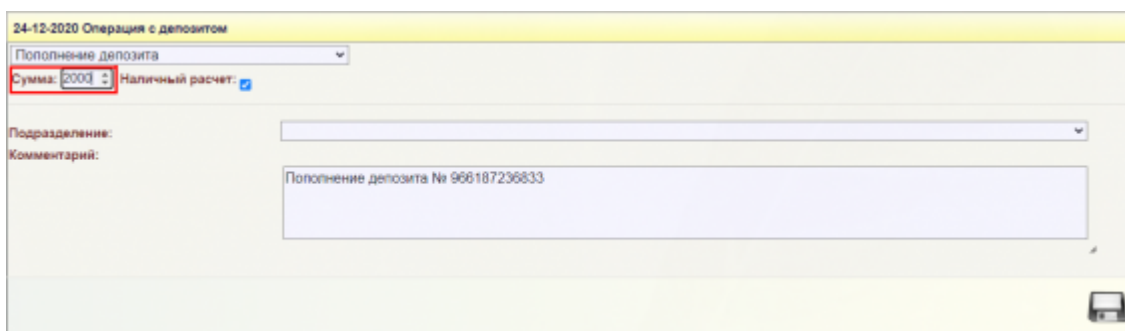 24-12-2020 Операция с депозитом
Пополнение депозита
Сумма: 2000 Наличный расчет:
Подразделение:
Комментарий:
Пополнение депозита № 966187236833